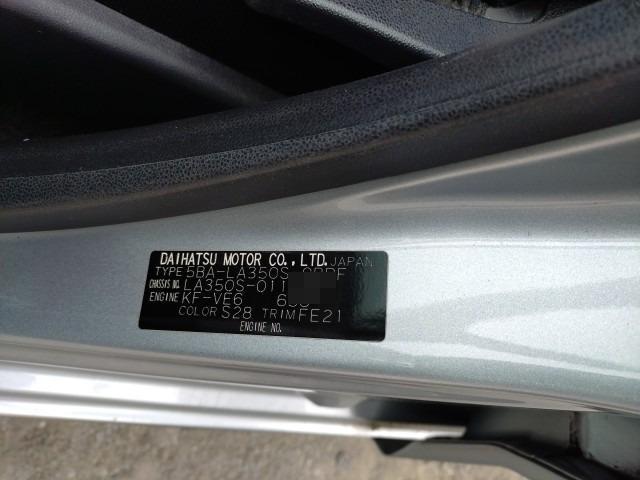 DAIHATSU MOTOR CO., LTD. JAPAN
TYPE 5BA-LA350S-GBPF
CHASSIS NO. LA350S-011
ENGINE KF-VE6
COLOR S28 TRIM FE21
ENGINE NO.